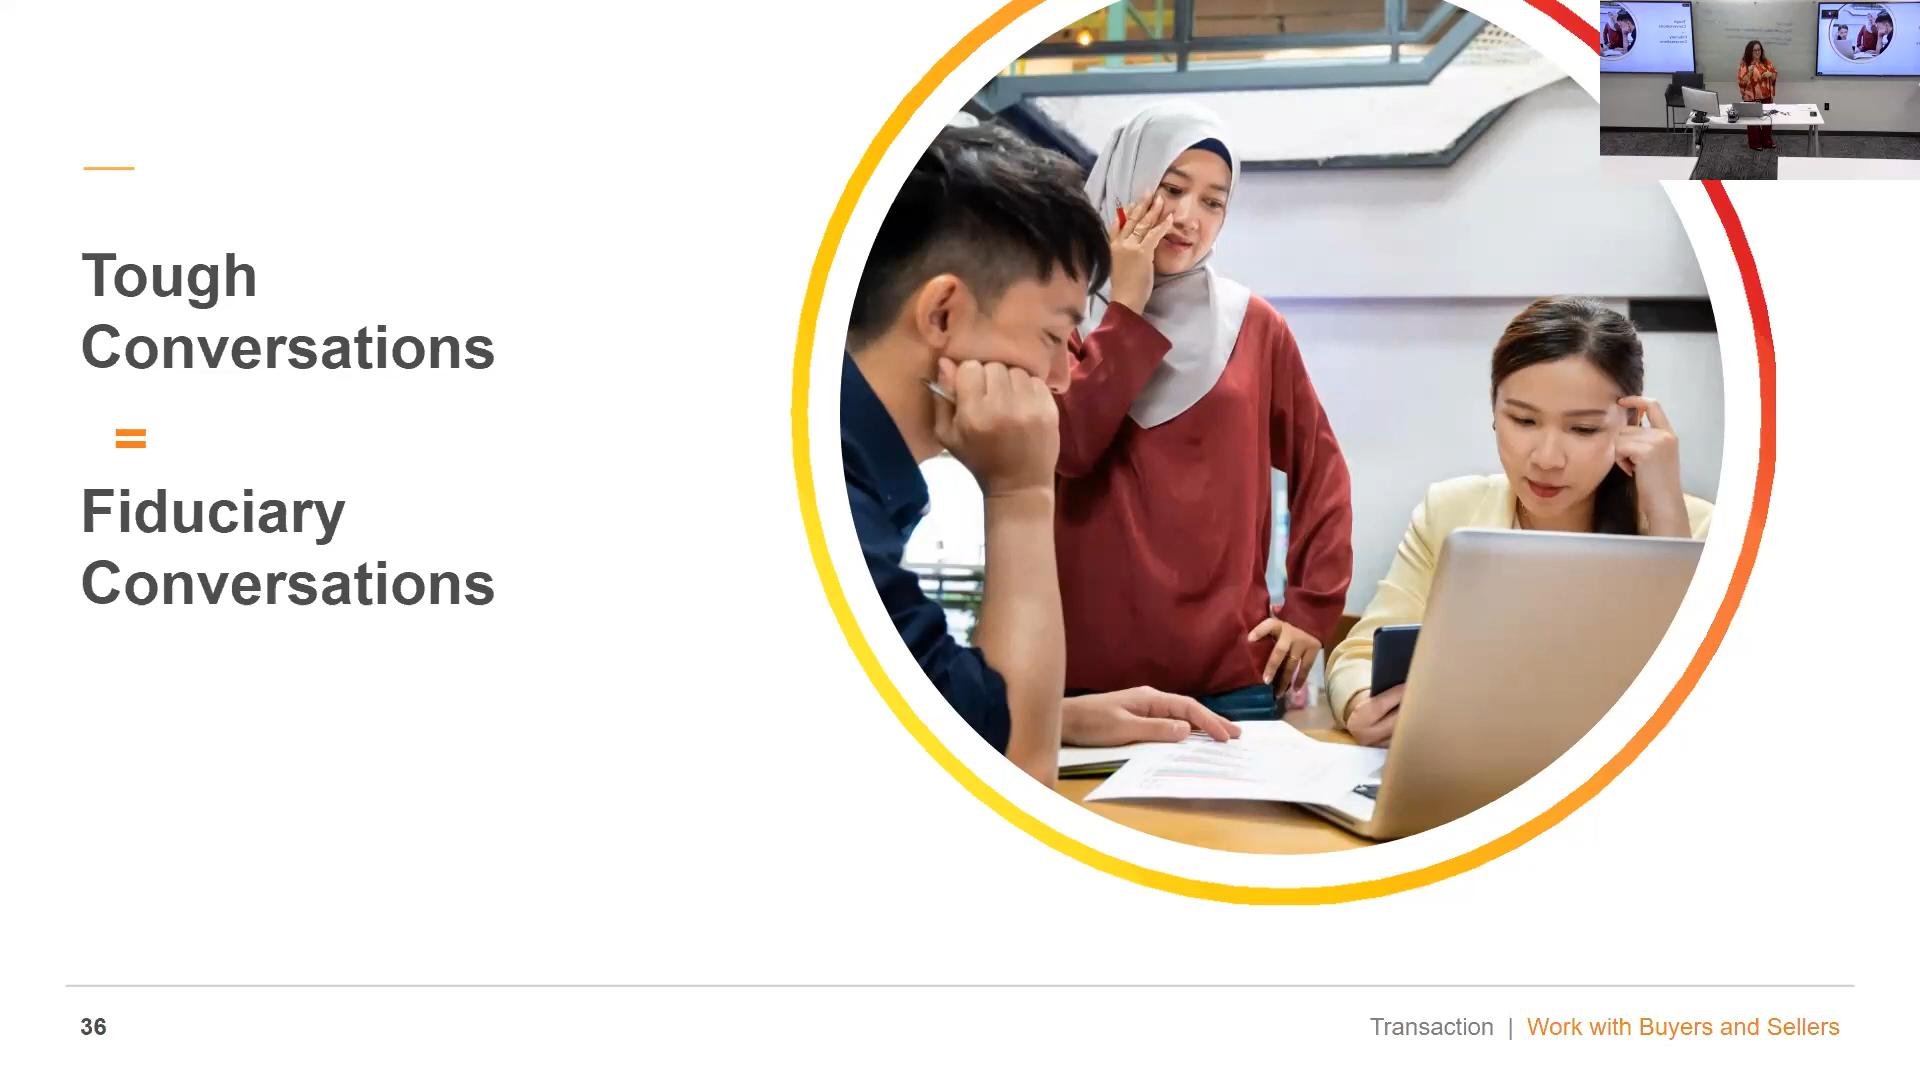 Tough
Conversations
=
Fiduciary
Conversations
36
Transaction | Work with Buyers and Sellers